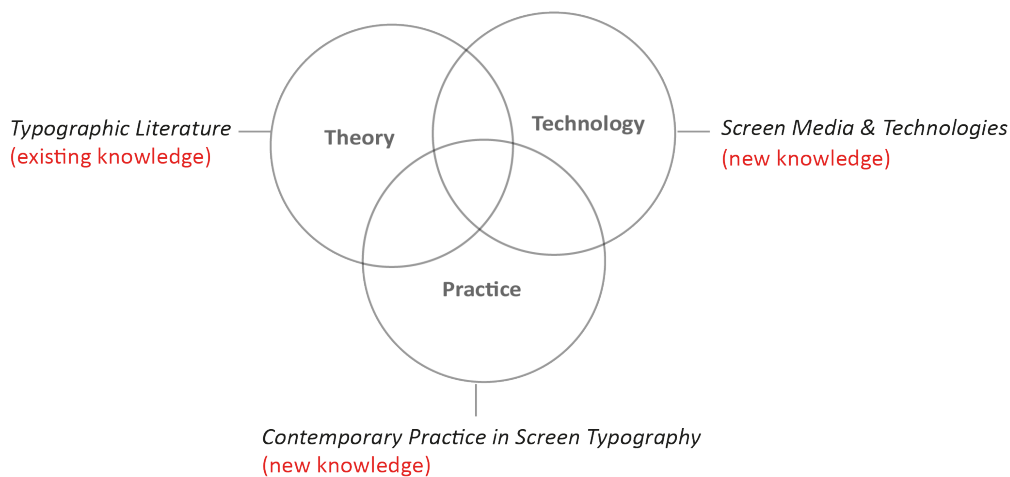 Typographic Literature
(existing knowledge)
Theory
Technology
Screen Media & Technologies
(new knowledge)
Practice
Contemporary Practice in Screen Typography
(new knowledge)